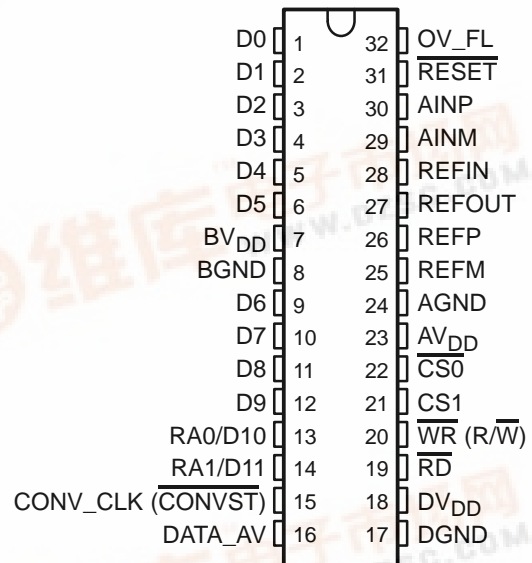 D0 1 32 OV_FL
D1 2 31 RESET
D2 3 30 AINP
D3 4 29 AINM
D4 5 28 REFIN
D5 6 27 REFOUT
BVDD 7 26 REFP
BGND 8 25 REFM
D6 9 24 AGND
D7 10 23 AVDD
D8 11 22 CS0
D9 12 21 CS1
RA0/D10 13 20 WR (R/W)
RA1/D11 14 19 RD
CONV_CLK (CONVST) 15 18 DVDD
DATA_AV 16 17 DGND